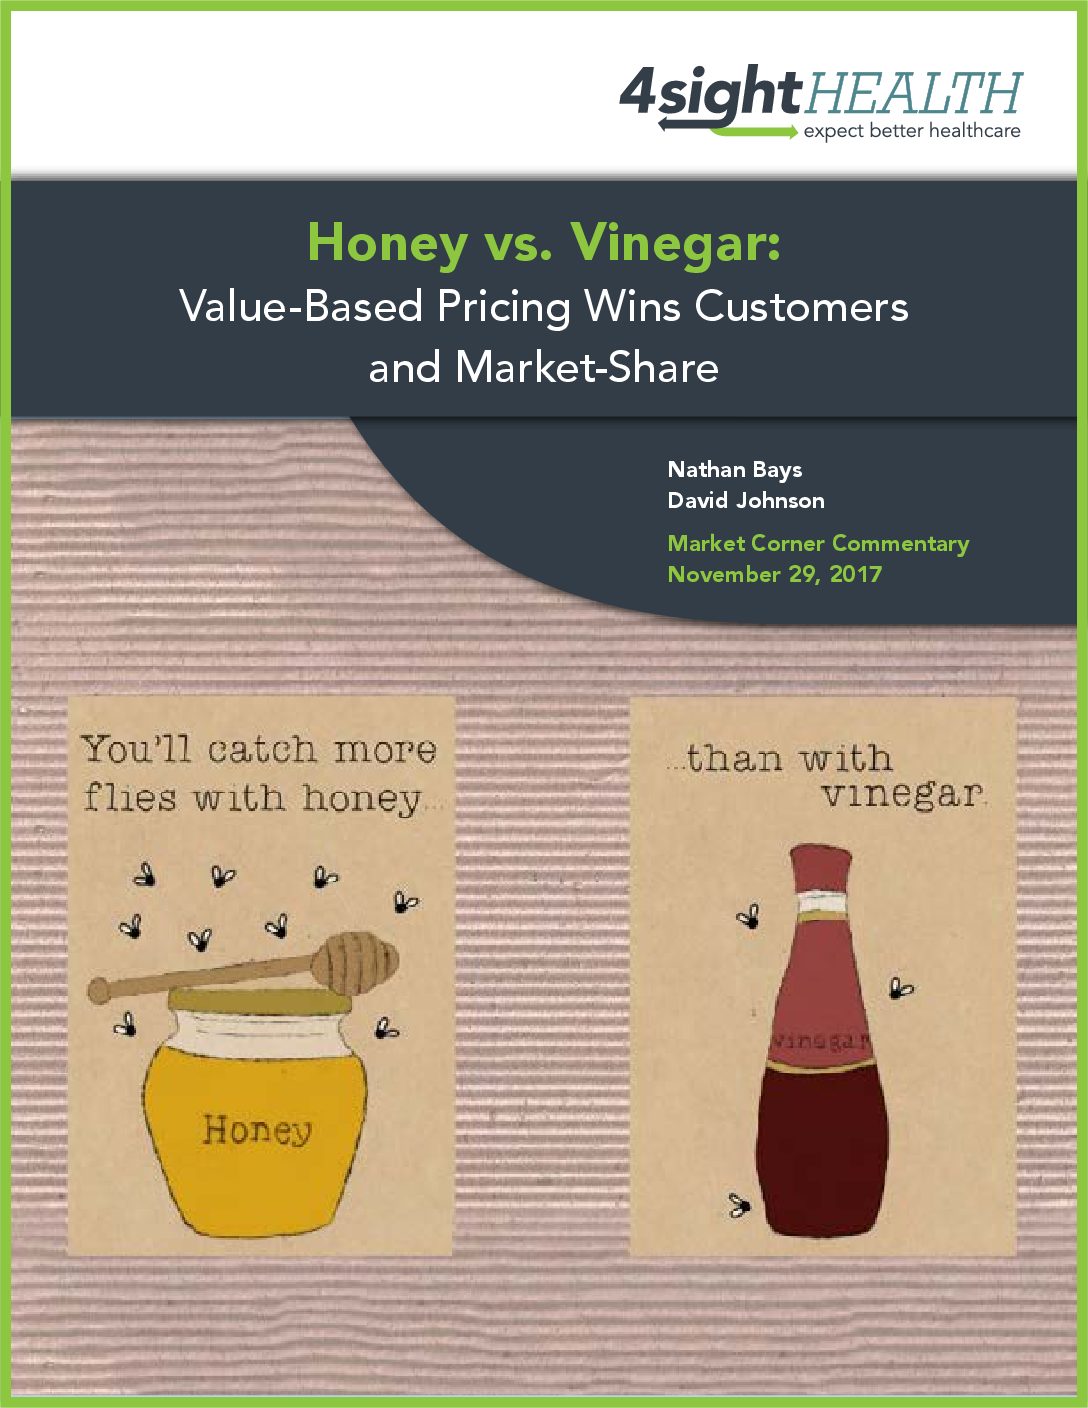 4sightHEALTH
expect better healthcare
Honey vs. Vinegar:
Value-Based Pricing Wins Customers
and Market-Share
Nathan Bays
David Johnson
Market Corner Commentary
November 29, 2017
You'll catch more
flies with honey...
...than with
vinegar.
Honey
vinegar